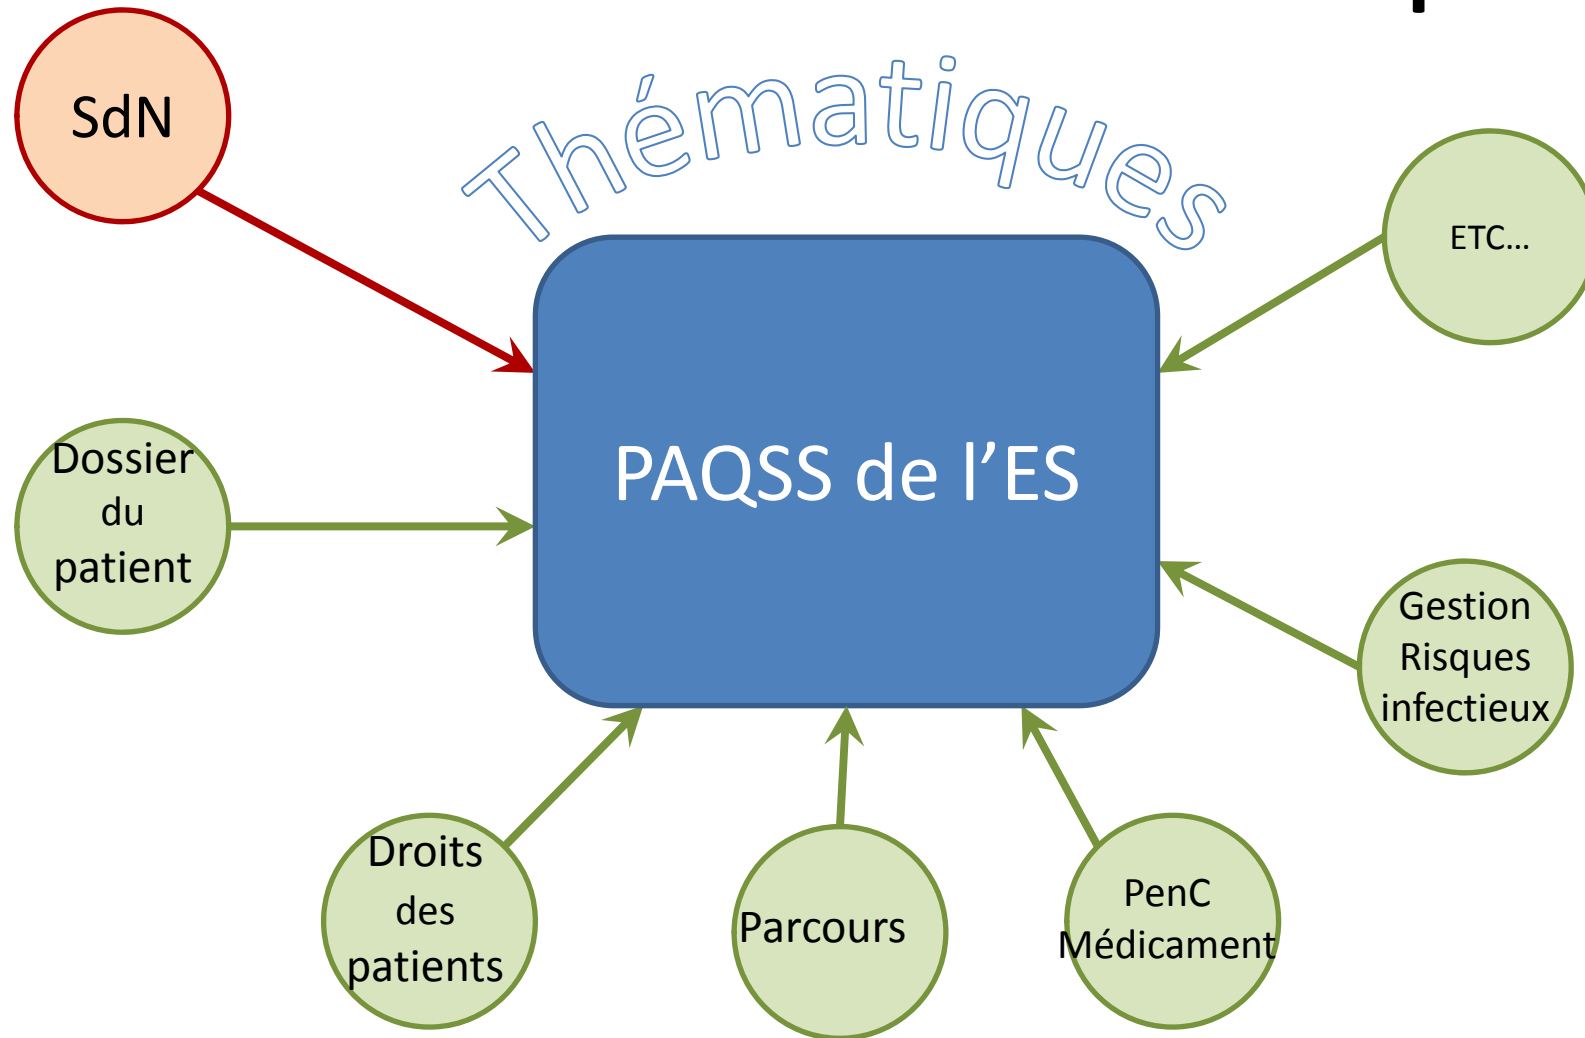 Thématiques
SdN
ETC...
PAQSS de l’ES
Dossier
du
patient
Gestion
Risques
infectieux
Droits
des
patients
Parcours
PenC
Médicament